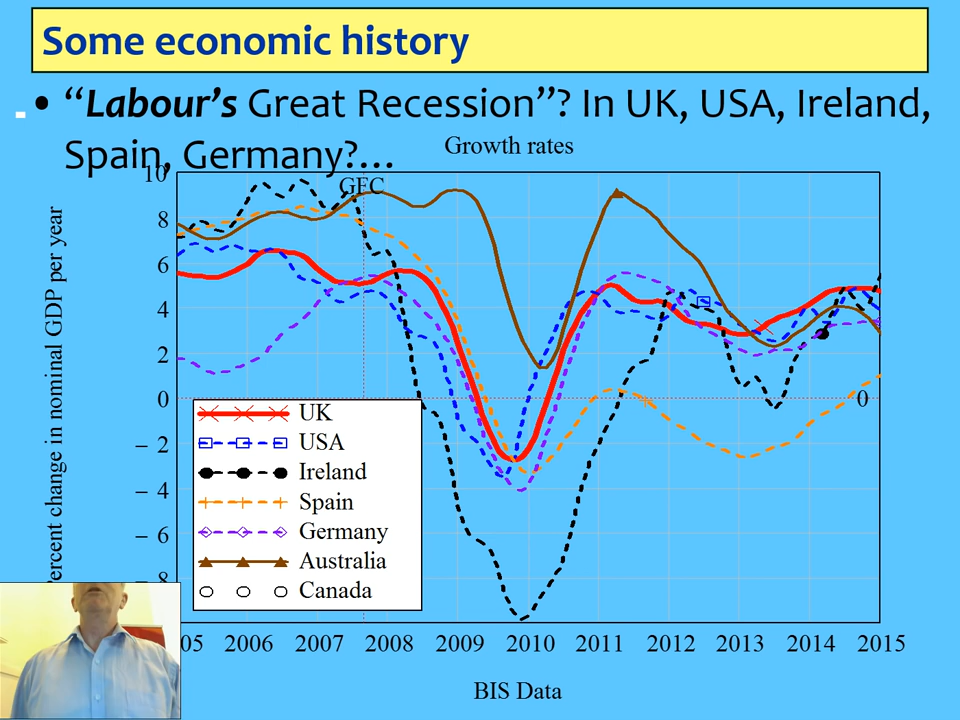 Some economic history
• “Labour’s Great Recession”? In UK, USA, Ireland,
Spain, Germany?...
Growth rates
GFC
Percent change in nominal GDP per year
10
8
6
4
2
0
– 2
– 4
– 6
– 8
0
UK
USA
Ireland
Spain
Germany
Australia
Canada
05 2006 2007 2008 2009 2010 2011 2012 2013 2014 2015
BIS Data